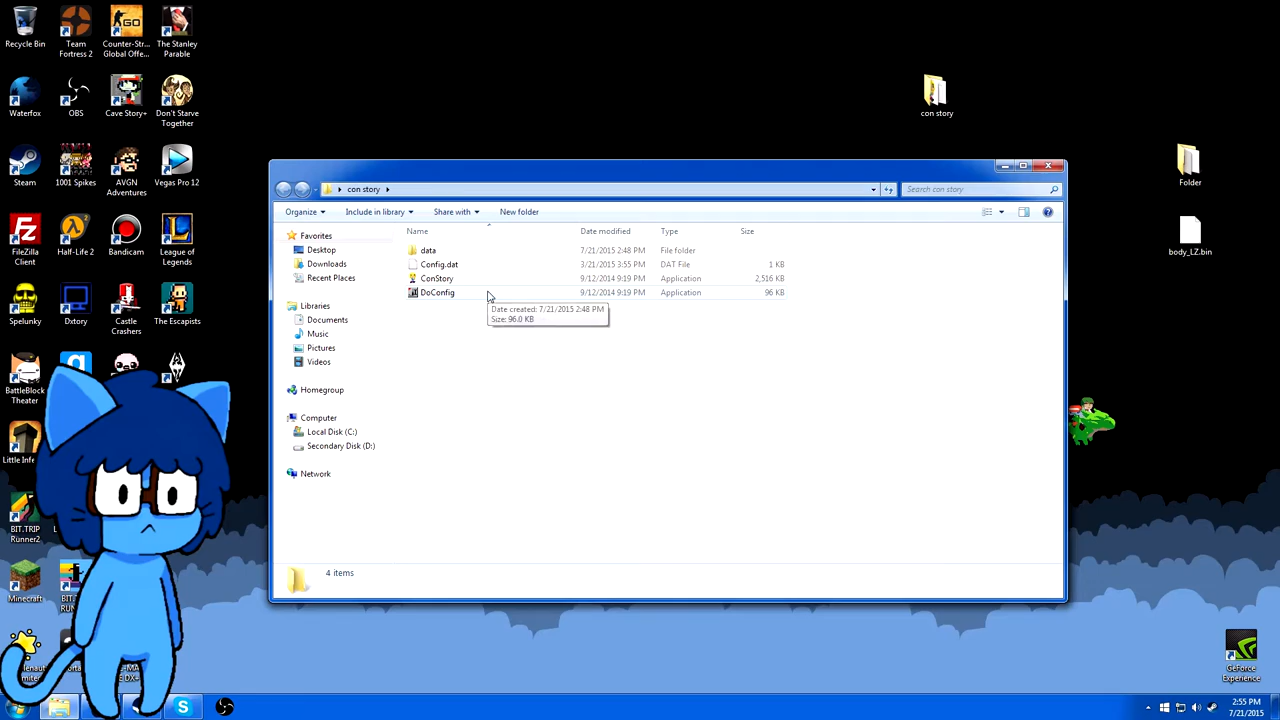 Recycle Bin
Team
Fortress 2
Counter-Str...
Global Offe...
The Stanley
Parable
Waterfox
OBS
Cave Story+
Don't Starve
Together
Steam
1001 Spikes
AVGN
Adventures
Vegas Pro 12
FileZilla
Client
Half-Life 2
Bandicam
League of
Legends
Spelunky
Dxtory
Castle
Crashers
The Escapists
BattleBlock
Theater
Little Infe
BIT.TRIP
Runner2
Minecraft
BIT.
RUN
con story
Folder
body_LZ.bin
GeForce
Experience
con story
Search con story
Organize
Include in library
Share with
New folder
Name
Date modified
Type
Size
Favorites
Desktop
Downloads
Recent Places
Libraries
Documents
Music
Pictures
Videos
Homegroup
Computer
Local Disk (C:)
Secondary Disk (D:)
Network
data 7/21/2015 2:48 PM File folder
Config.dat 3/21/2015 3:55 PM DAT File 1 KB
ConStory 9/12/2014 9:19 PM Application 2,516 KB
DoConfig 9/12/2014 9:19 PM Application 96 KB
Date created: 7/21/2015 2:48 PM
Size: 96.0 KB
4 items
2:55 PM
7/21/2015